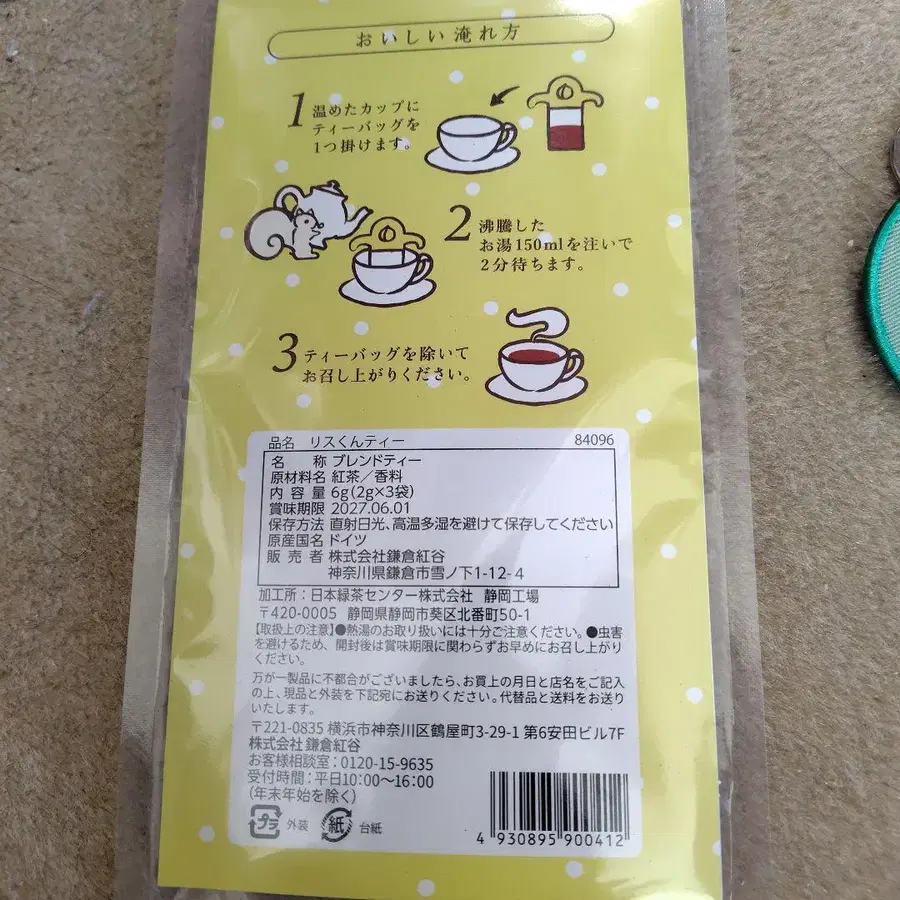 おいしい淹れ方
1 温めたカップに
ティーバッグを
1つ掛けます。
2 沸騰した
お湯150mlを注いで
2分待ちます。
3 ティーバッグを除いて
お召し上がりください。
品名 リスくんティー 84096
名 称 ブレンドティー
原材料名 紅茶／香料
内 容 量 6g(2g×3袋)
賞味期限 2027.06.01
保存方法 直射日光、高温多湿を避けて保存してください
原産国名 ドイツ
販 売 者 株式会社鎌倉紅谷
神奈川県鎌倉市雪ノ下1-12-4
加工所：日本緑茶センター株式会社 静岡工場
〒420-0005 静岡県静岡市葵区北番町50-1
【取扱上の注意】●熱湯のお取り扱いには十分ご注意ください。●虫害
を避けるため、開封後は賞味期限に関わらずお早めにお召し上がり
ください。
万が一製品に不都合がございましたら、お買上の月日と店名をご記入
の上、現品と外装を下記宛にお送りください。代替品と送料をお送り
いたします。
〒221-0835 横浜市神奈川区鶴屋町3-29-1 第6安田ビル7F
株式会社 鎌倉紅谷
お客様相談室：0120-15-9635
受付時間：平日10:00～16:00
(年末年始を除く)
プラ 外装 紙 台紙
4 930895 900412